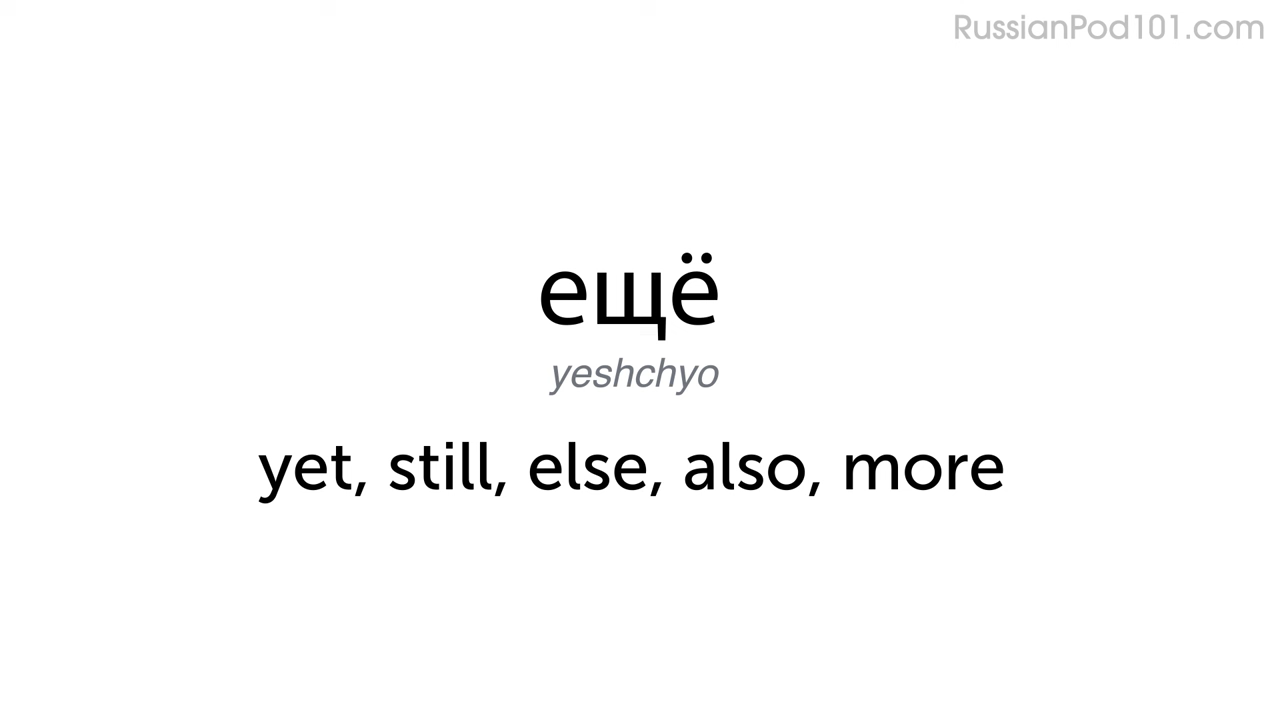 RussianPod101.com
ещё
yeshchyo
yet, still, else, also, more